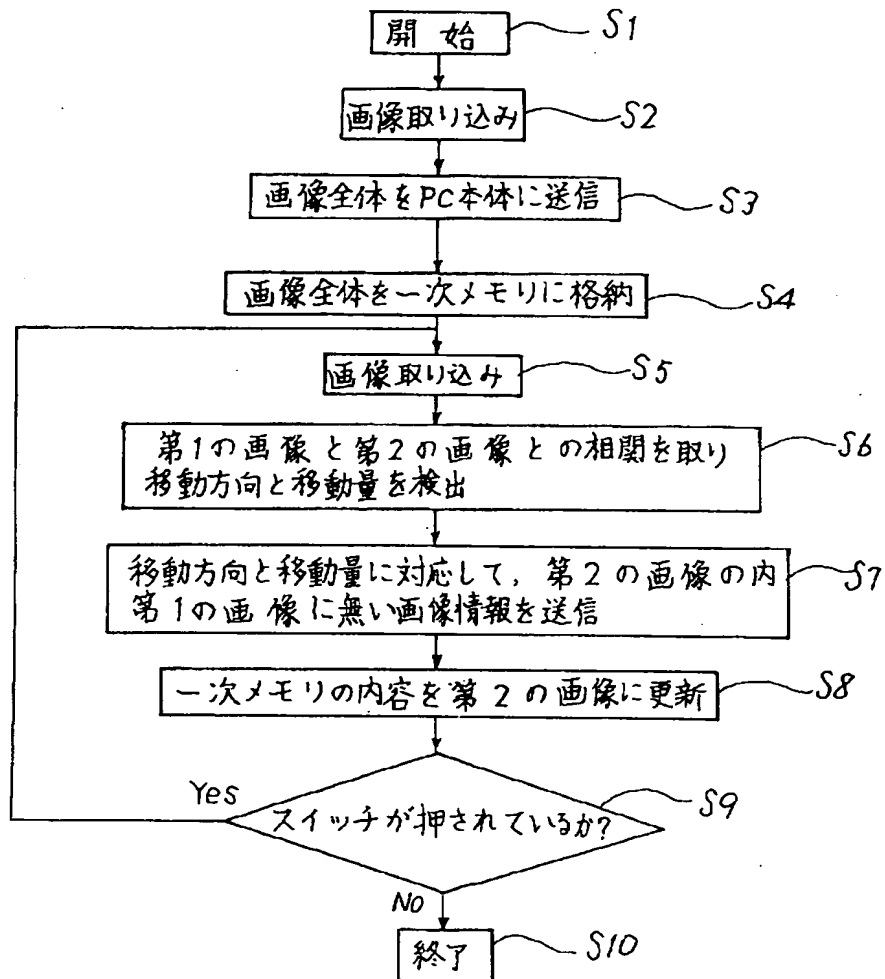 開始 S1
画像取り込み S2
画像全体をPC本体に送信 S3
画像全体を一次メモリに格納 S4
画像取り込み S5
第1の画像と第2の画像との相関を取り S6
移動方向と移動量を検出
移動方向と移動量に対応して、第2の画像の内 S7
第1の画像に無い画像情報を送信
一次メモリの内容を第2の画像に更新 S8
Yes
スイッチが押されているか? S9
No
終了 S10